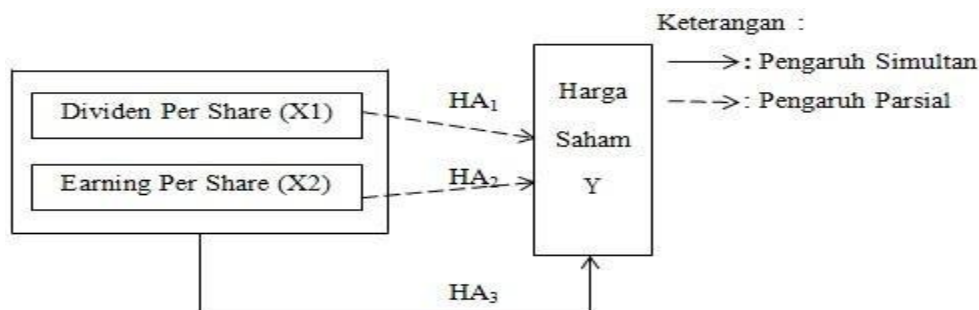 Keterangan :
: Pengaruh Simultan
: Pengaruh Parsial
Dividen Per Share (X1)
Earning Per Share (X2)
HA₁
HA₂
HA₃
Harga
Saham
Y